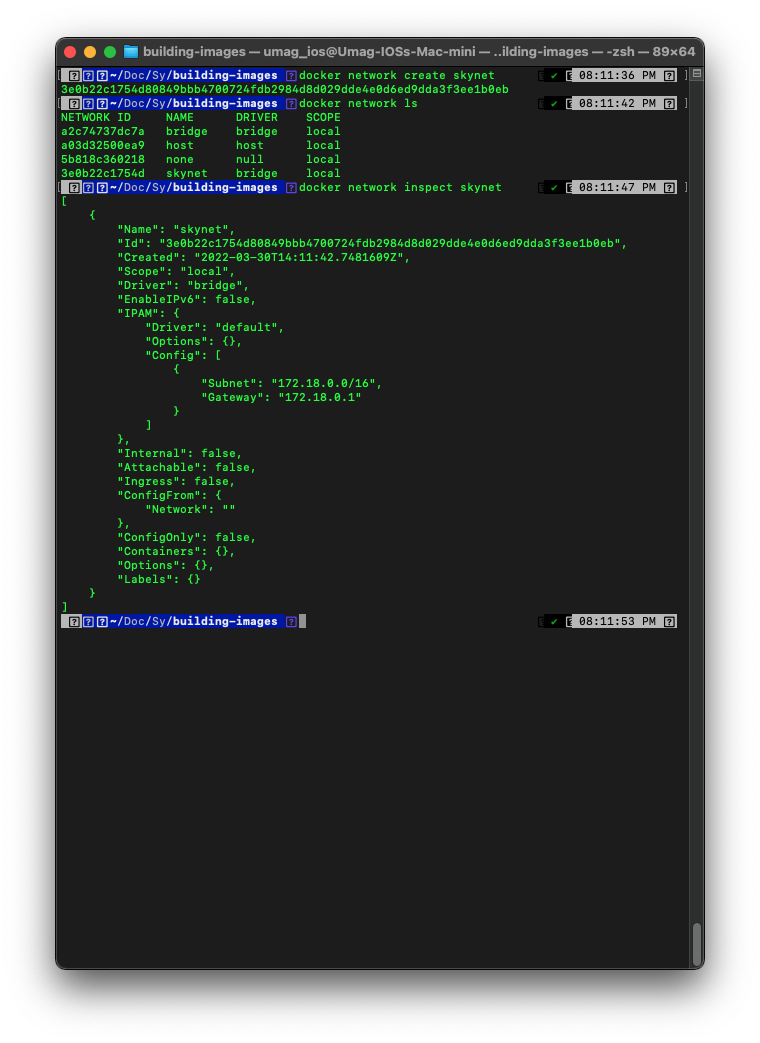 building-images — umag_ios@Umag-IOSs-Mac-mini — ..ilding-images — -zsh — 89×64
~/Doc/Sy/building-images docker network create skynet ✔ 08:11:36 PM
3e0b22c1754d80849bbb4700724fdb2984d8d029dde4e0d6ed9dda3f3ee1b0eb
~/Doc/Sy/building-images docker network ls ✔ 08:11:42 PM
NETWORK ID NAME DRIVER SCOPE
a2c74737dc7a bridge bridge local
a03d32500ea9 host host local
5b818c360218 none null local
3e0b22c1754d skynet bridge local
~/Doc/Sy/building-images docker network inspect skynet ✔ 08:11:47 PM
[
    {
        "Name": "skynet",
        "Id": "3e0b22c1754d80849bbb4700724fdb2984d8d029dde4e0d6ed9dda3f3ee1b0eb",
        "Created": "2022-03-30T14:11:42.7481609Z",
        "Scope": "local",
        "Driver": "bridge",
        "EnableIPv6": false,
        "IPAM": {
            "Driver": "default",
            "Options": {},
            "Config": [
                {
                    "Subnet": "172.18.0.0/16",
                    "Gateway": "172.18.0.1"
                }
            ]
        },
        "Internal": false,
        "Attachable": false,
        "Ingress": false,
        "ConfigFrom": {
            "Network": ""
        },
        "ConfigOnly": false,
        "Containers": {},
        "Options": {},
        "Labels": {}
    }
]
~/Doc/Sy/building-images ✔ 08:11:53 PM